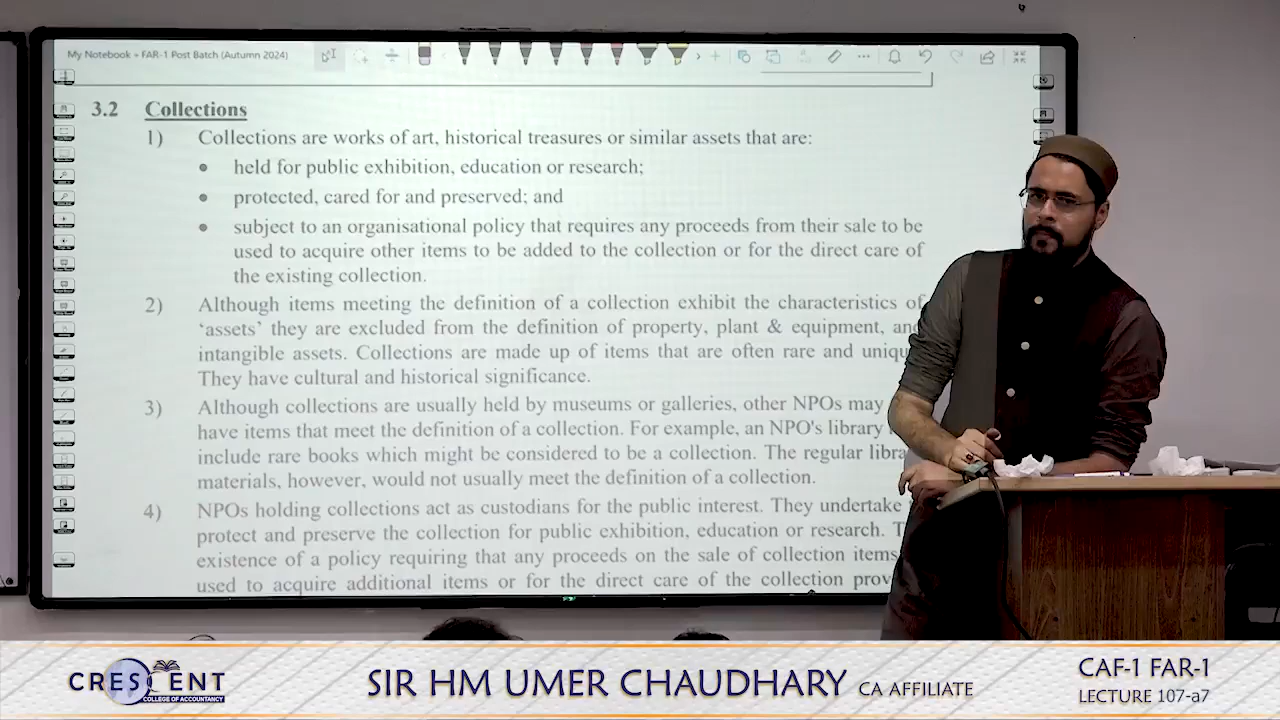 My Notebook » FAR-1 Post Batch (Autumn 2024)
3.2 Collections
1) Collections are works of art, historical treasures or similar assets that are:
• held for public exhibition, education or research;
• protected, cared for and preserved; and
• subject to an organisational policy that requires any proceeds from their sale to be
used to acquire other items to be added to the collection or for the direct care of
the existing collection.
2) Although items meeting the definition of a collection exhibit the characteristics of
‘assets’ they are excluded from the definition of property, plant & equipment, and
intangible assets. Collections are made up of items that are often rare and uniqu
They have cultural and historical significance.
3) Although collections are usually held by museums or galleries, other NPOs may
have items that meet the definition of a collection. For example, an NPO's library
include rare books which might be considered to be a collection. The regular libra
materials, however, would not usually meet the definition of a collection.
4) NPOs holding collections act as custodians for the public interest. They undertake
protect and preserve the collection for public exhibition, education or research. T
existence of a policy requiring that any proceeds on the sale of collection items
used to acquire additional items or for the direct care of the collection prov
CRESCENT
COLLEGE OF ACCOUNTANCY
SIR HM UMER CHAUDHARY CA AFFILIATE
CAF-1 FAR-1
LECTURE 107-a7